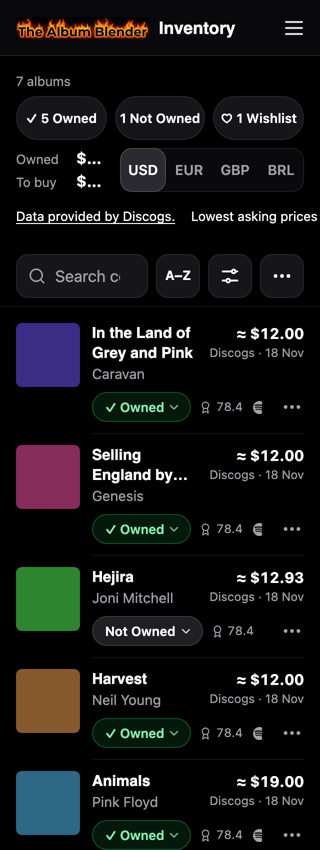 The Album Blender Inventory
7 albums
✓ 5 Owned
1 Not Owned
♡ 1 Wishlist
Owned $...
To buy $...
USD EUR GBP BRL
Data provided by Discogs. Lowest asking prices
Search
A–Z
In the Land of Grey and Pink
≈ $12.00
Discogs · 18 Nov
Caravan
✓ Owned
78.4
Selling England by...
≈ $12.00
Discogs · 18 Nov
Genesis
✓ Owned
78.4
Hejira
≈ $12.93
Joni Mitchell
Discogs · 18 Nov
Not Owned
78.4
Harvest
≈ $12.00
Neil Young
Discogs · 18 Nov
✓ Owned
78.4
Animals
≈ $19.00
Pink Floyd
Discogs · 18 Nov
✓ Owned
78.4